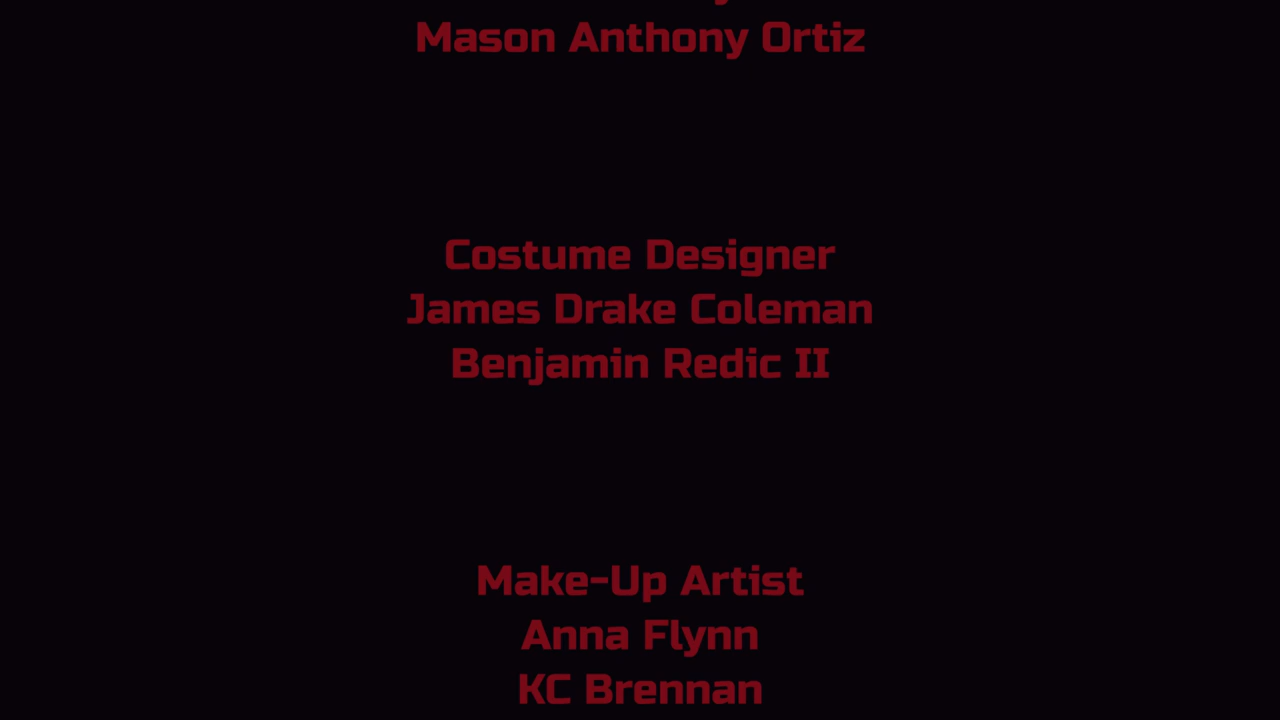 Mason Anthony Ortiz
Costume Designer
James Drake Coleman
Benjamin Redic II
Make-Up Artist
Anna Flynn
KC Brennan